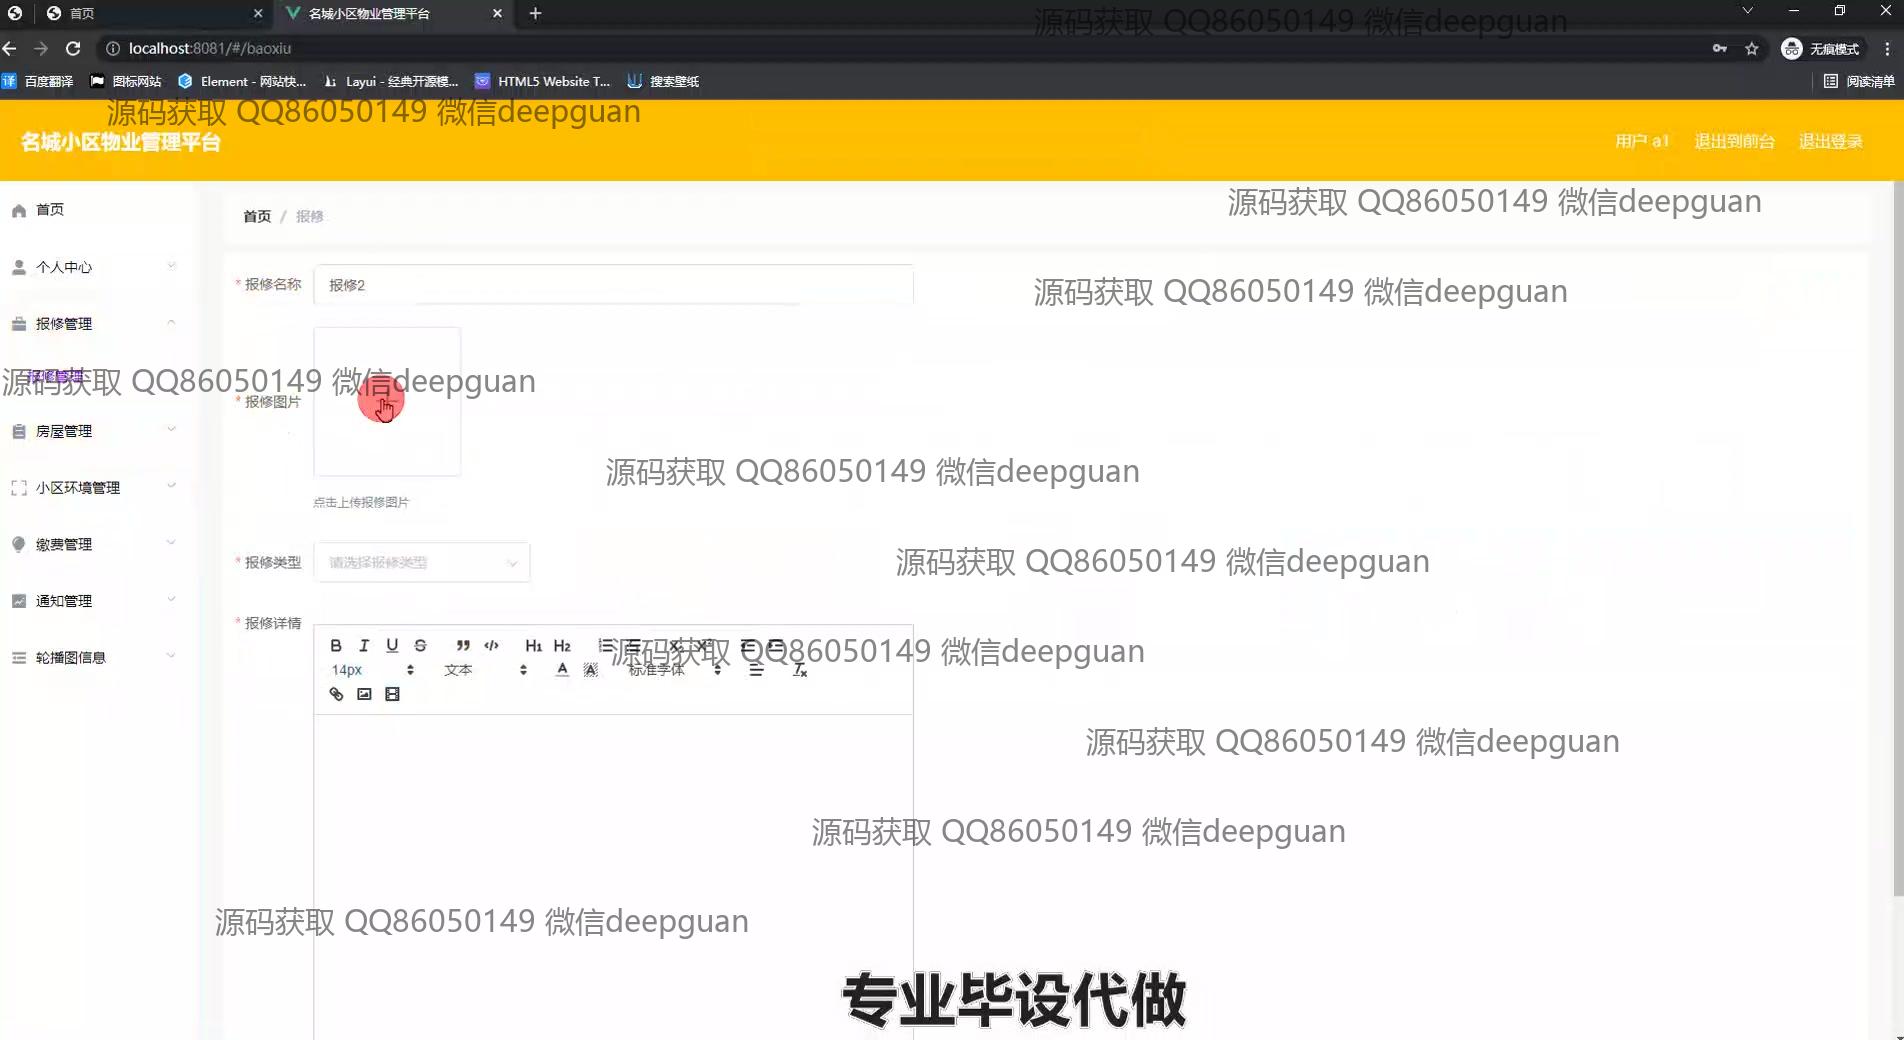 首页
名城小区物业管理平台
源码获取 QQ86050149 微信deepguan
localhost:8081/#/baoxiu
无痕模式
百度翻译
图标网站
Element - 网站快...
Layui - 经典开源模...
HTML5 Website T...
搜索壁纸
阅读清单
源码获取 QQ86050149 微信deepguan
名城小区物业管理平台
用户 a1
退出到前台
退出登录
源码获取 QQ86050149 微信deepguan
首页
首页 / 报修
个人中心
* 报修名称
报修2
源码获取 QQ86050149 微信deepguan
报修管理
报修管理
源码获取 QQ86050149 微信deepguan
* 报修图片
房屋管理
源码获取 QQ86050149 微信deepguan
小区环境管理
点击上传报修图片
缴费管理
* 报修类型
请选择报修类型
源码获取 QQ86050149 微信deepguan
通知管理
* 报修详情
轮播图信息
B I U S H1 H2
源码获取 QQ86050149 微信deepguan
14px
文本
标准字体
源码获取 QQ86050149 微信deepguan
源码获取 QQ86050149 微信deepguan
源码获取 QQ86050149 微信deepguan
专业毕设代做